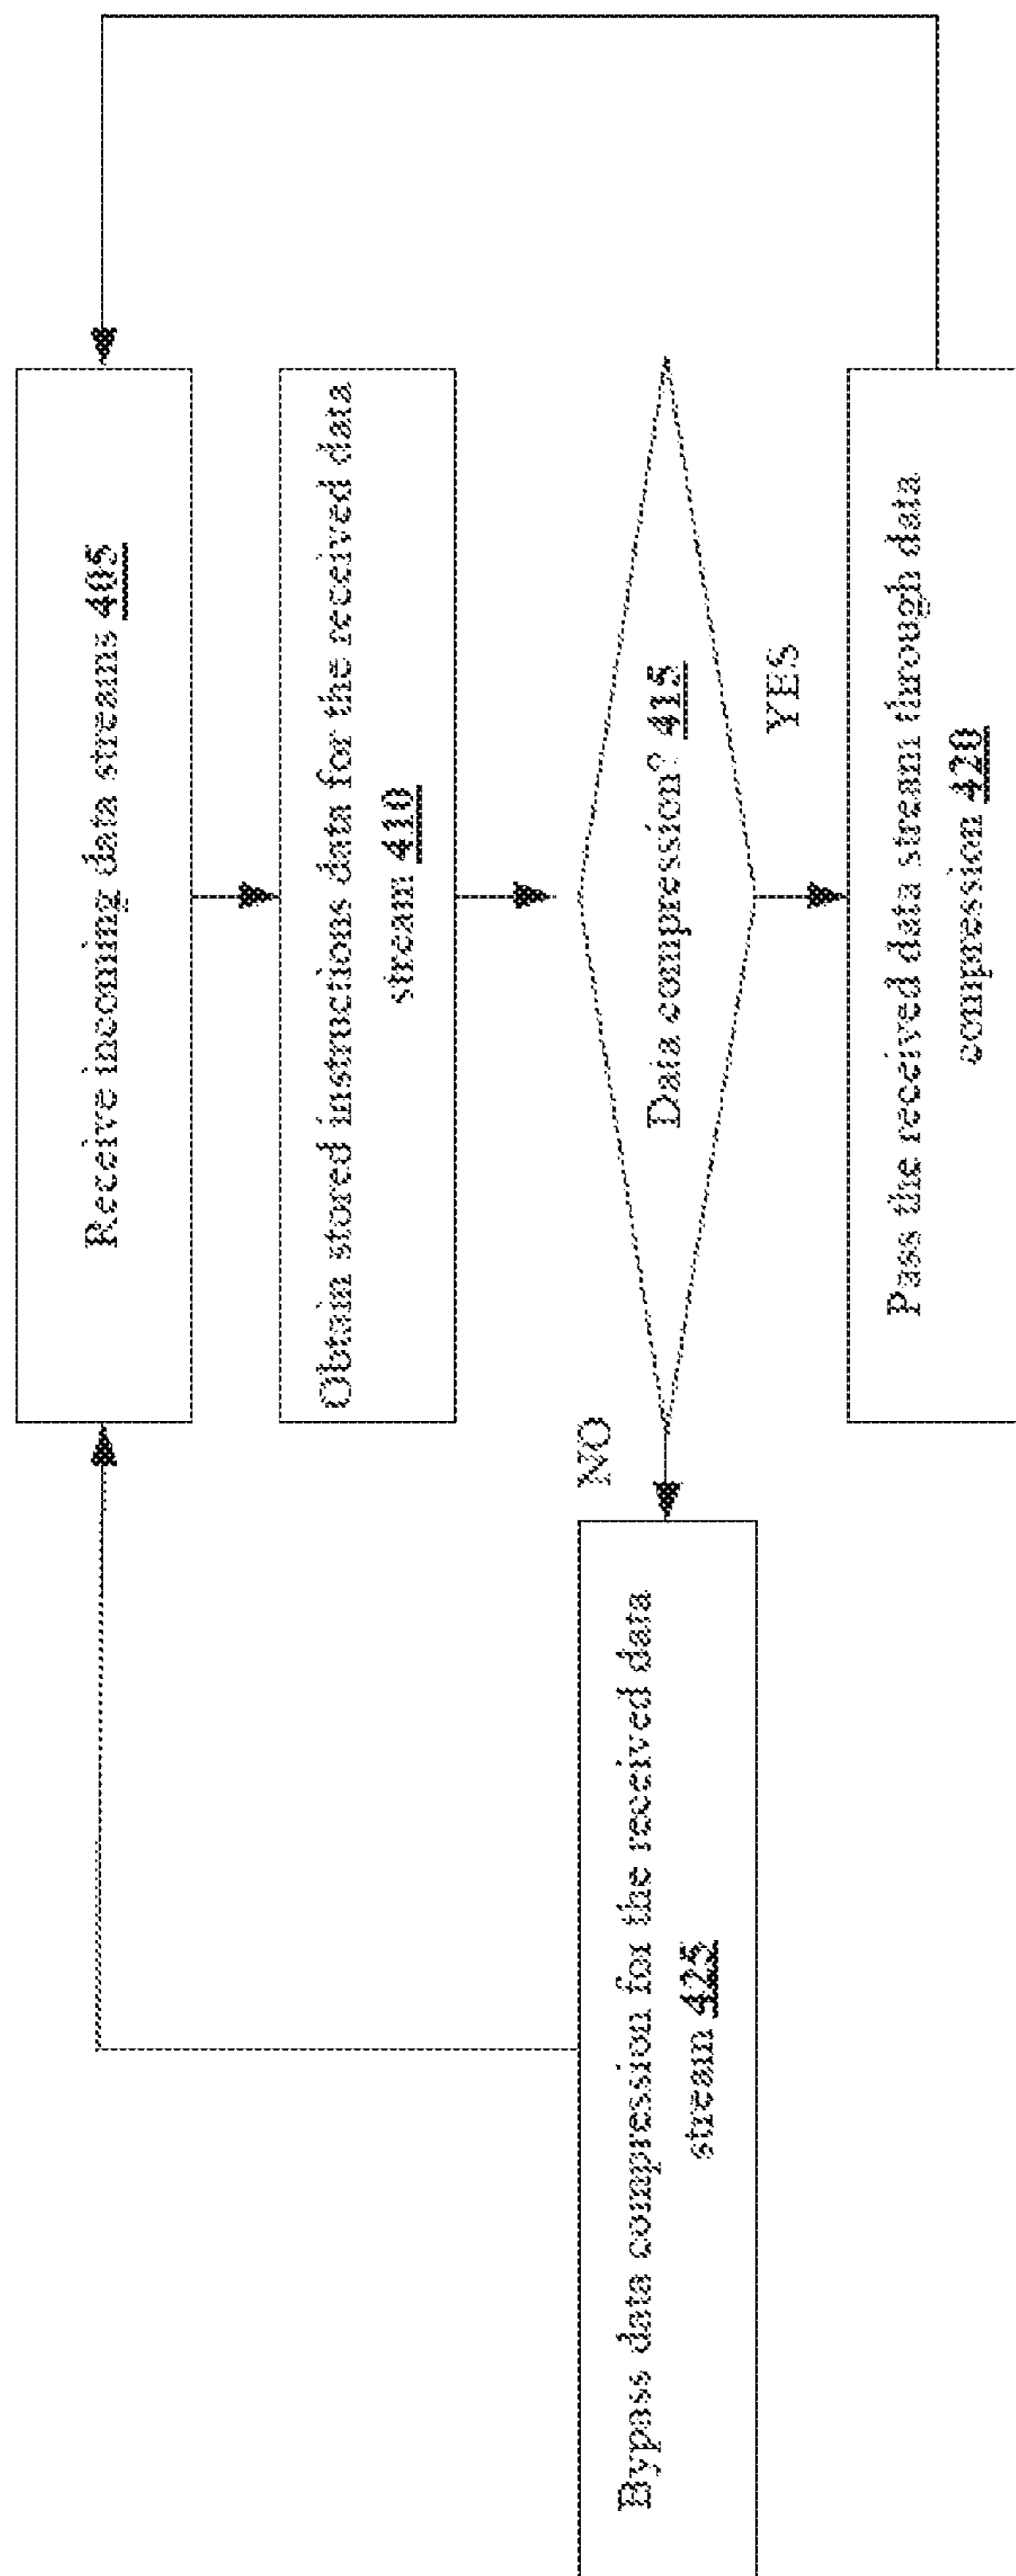 Receive incoming data streams 405
Obtain stored instructions data for the received data
stream 410
Data compression? 415
NO
YES
Bypass data compression for the received data
stream 425
Pass the received data stream through data
compression 420